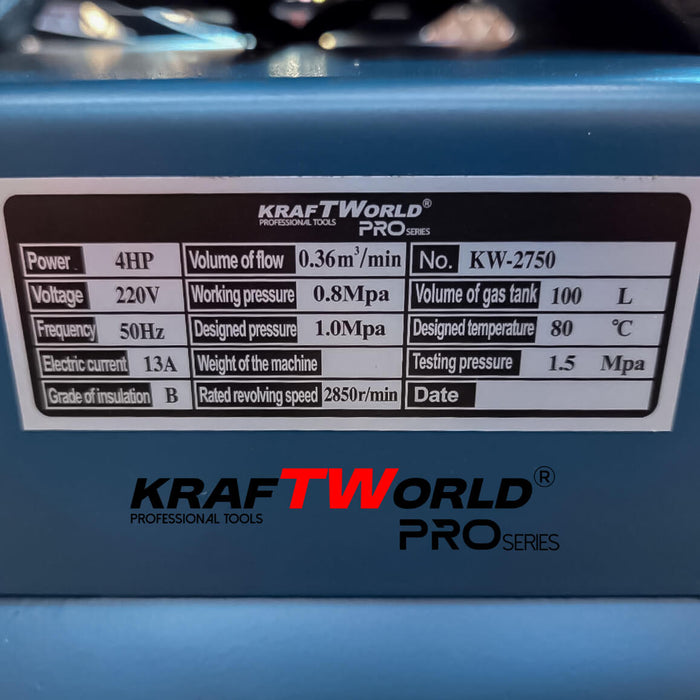 KRAFTWORLD®
PROFESSIONAL TOOLS
PRO SERIES
Power 4HP Volume of flow 0.36m³/min No. KW-2750
Voltage 220V Working pressure 0.8Mpa Volume of gas tank 100 L
Frequency 50Hz Designed pressure 1.0Mpa Designed temperature 80 ℃
Electric current 13A Weight of the machine Testing pressure 1.5 Mpa
Grade of insulation B Rated revolving speed 2850r/min Date
KRAFTWORLD®
PROFESSIONAL TOOLS
PRO SERIES